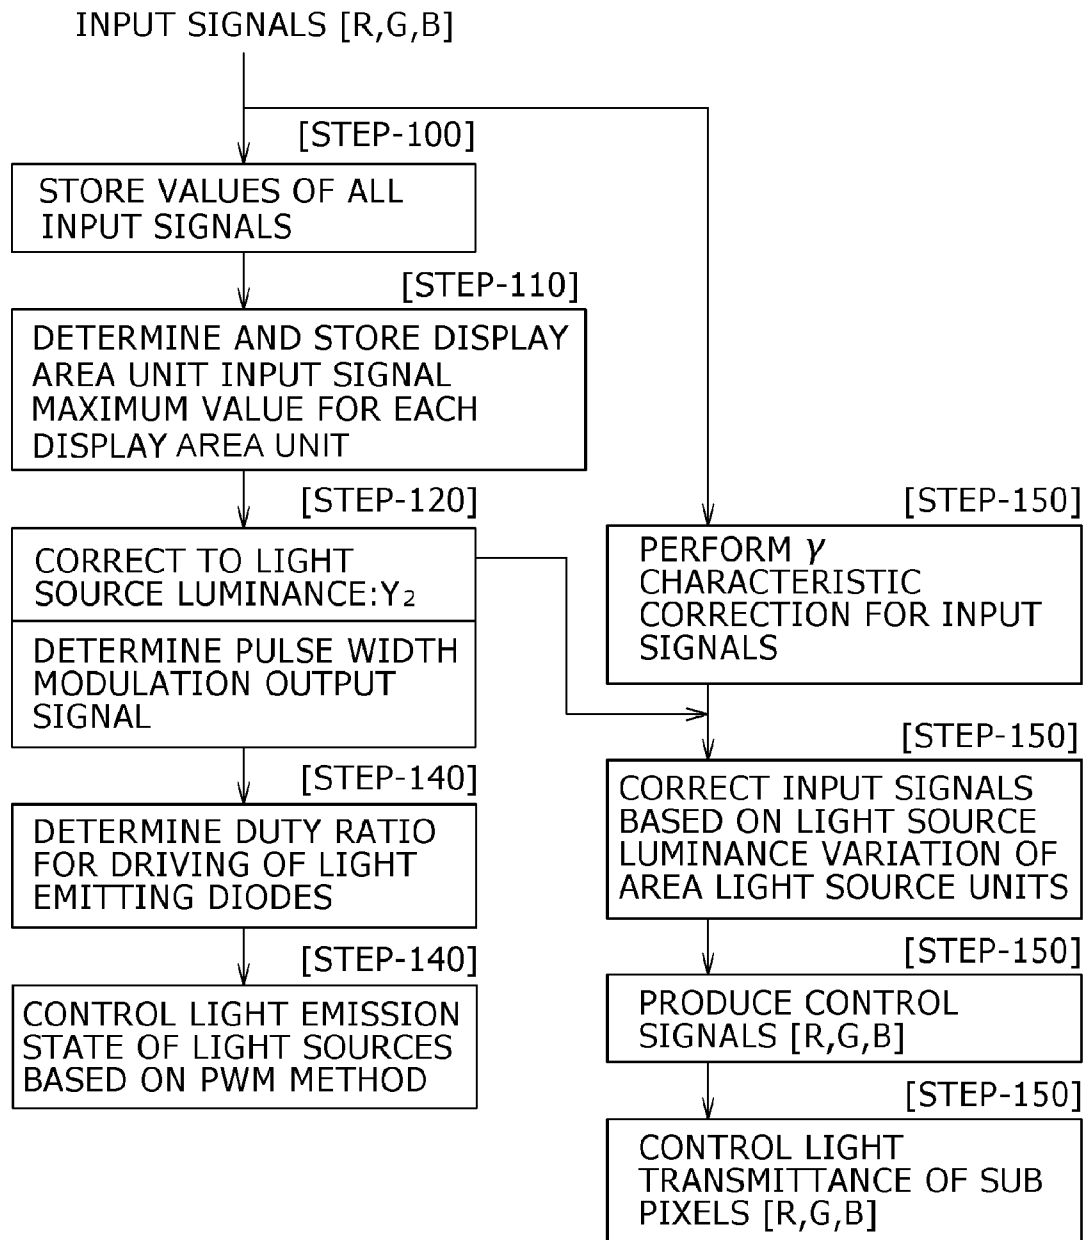 INPUT SIGNALS [R,G,B]
[STEP-100]
STORE VALUES OF ALL
INPUT SIGNALS
[STEP-110]
DETERMINE AND STORE DISPLAY
AREA UNIT INPUT SIGNAL
MAXIMUM VALUE FOR EACH
DISPLAY AREA UNIT
[STEP-120]
CORRECT TO LIGHT
SOURCE LUMINANCE:Y₂
DETERMINE PULSE WIDTH
MODULATION OUTPUT
SIGNAL
[STEP-140]
DETERMINE DUTY RATIO
FOR DRIVING OF LIGHT
EMITTING DIODES
[STEP-140]
CONTROL LIGHT EMISSION
STATE OF LIGHT SOURCES
BASED ON PWM METHOD
[STEP-150]
PERFORM γ
CHARACTERISTIC
CORRECTION FOR INPUT
SIGNALS
[STEP-150]
CORRECT INPUT SIGNALS
BASED ON LIGHT SOURCE
LUMINANCE VARIATION OF
AREA LIGHT SOURCE UNITS
[STEP-150]
PRODUCE CONTROL
SIGNALS [R,G,B]
[STEP-150]
CONTROL LIGHT
TRANSMITTANCE OF SUB
PIXELS [R,G,B]